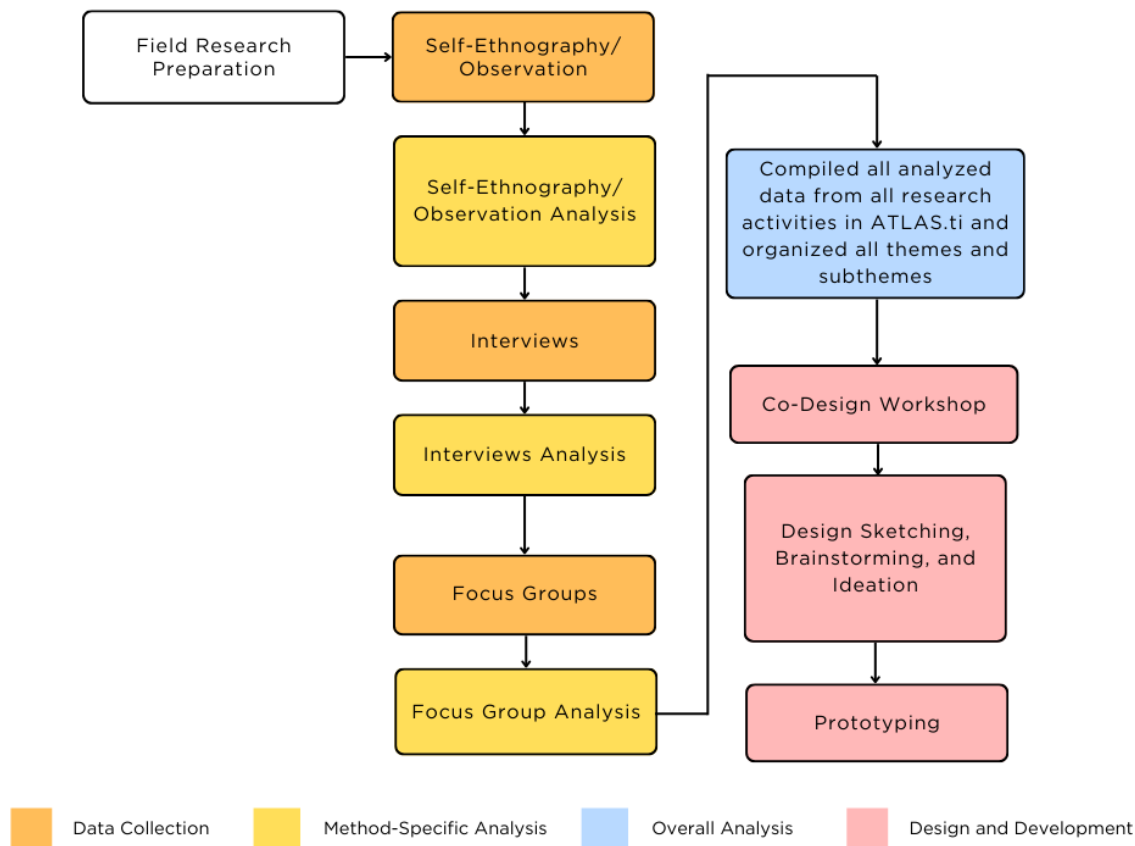 Field Research
Preparation
Self-Ethnography/
Observation
Self-Ethnography/
Observation Analysis
Interviews
Interviews Analysis
Focus Groups
Focus Group Analysis
Compiled all analyzed
data from all research
activities in ATLAS.ti and
organized all themes and
subthemes
Co-Design Workshop
Design Sketching,
Brainstorming, and
Ideation
Prototyping
Data Collection
Method-Specific Analysis
Overall Analysis
Design and Development